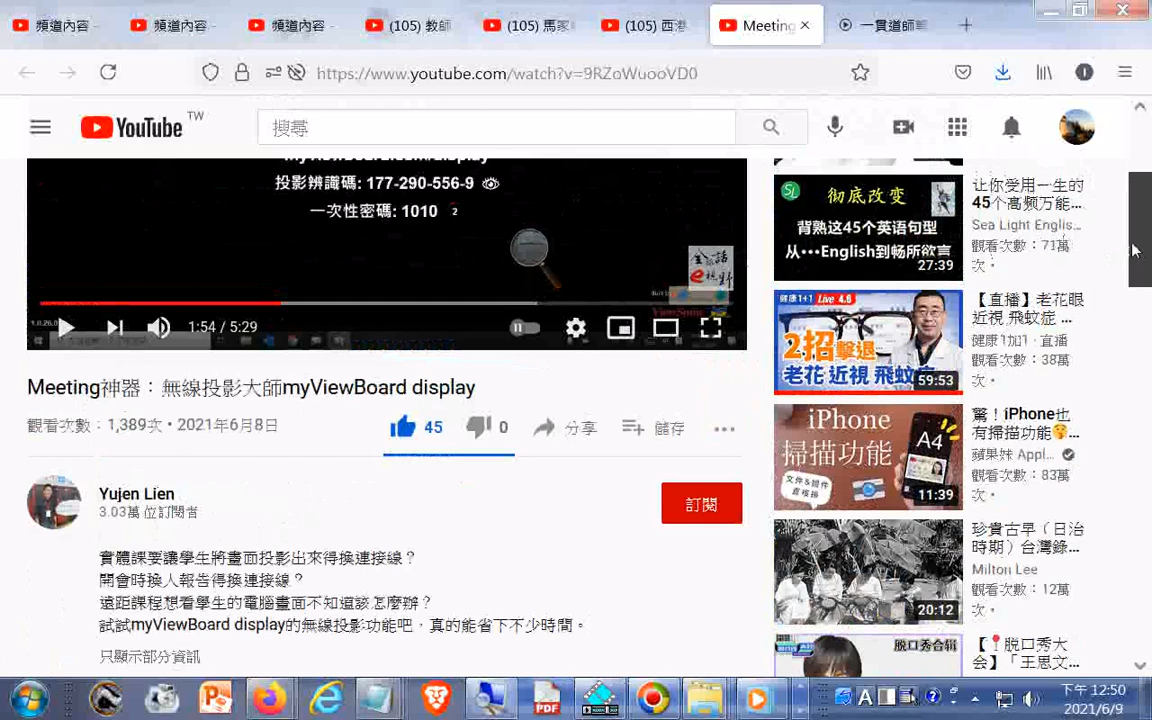 頻道內容
頻道內容
頻道內容
(105) 教師
(105) 馬家
(105) 西港
Meeting
一貫道師
https://www.youtube.com/watch?v=9RZoWuooVD0
YouTube TW
搜尋
投影辨識碼: 177-290-556-9
一次性密碼: 1010 2
1:54 / 5:29
Meeting神器：無線投影大師myViewBoard display
觀看次數：1,389次 • 2021年6月8日
45
0
分享
儲存
Yujen Lien
3.03萬 位訂閱者
訂閱
實體課要讓學生將畫面投影出來得換連接線？
開會時換人報告得換連接線？
遠距課程想看學生的電腦畫面不知道該怎麼辦？
試試myViewBoard display的無線投影功能吧，真的能省下不少時間。
只顯示部分資訊
SL
彻底改变
背熟这45个英语句型
从…English到畅所欲言
27:39
让你受用一生的
45个高频万能...
Sea Light Englis...
觀看次數：71萬
次 •
健康1+1 Live 4.6
2招擊退
老花 近視 飛蚊症
59:53
【直播】老花眼
近視 飛蚊症 ...
健康1加1 · 直播
觀看次數：38萬
次 •
iPhone
掃描功能
A4
文件&證件
直接掃
11:39
驚！iPhone也
有掃描功能...
蘋果妹 Appl...
觀看次數：83萬
次 •
20:12
珍貴古早（日治
時期）台灣錄...
Milton Lee
觀看次數：12萬
次 •
脫口秀合辑
【脱口秀大
会】「王思文...
下午 12:50
2021/6/9